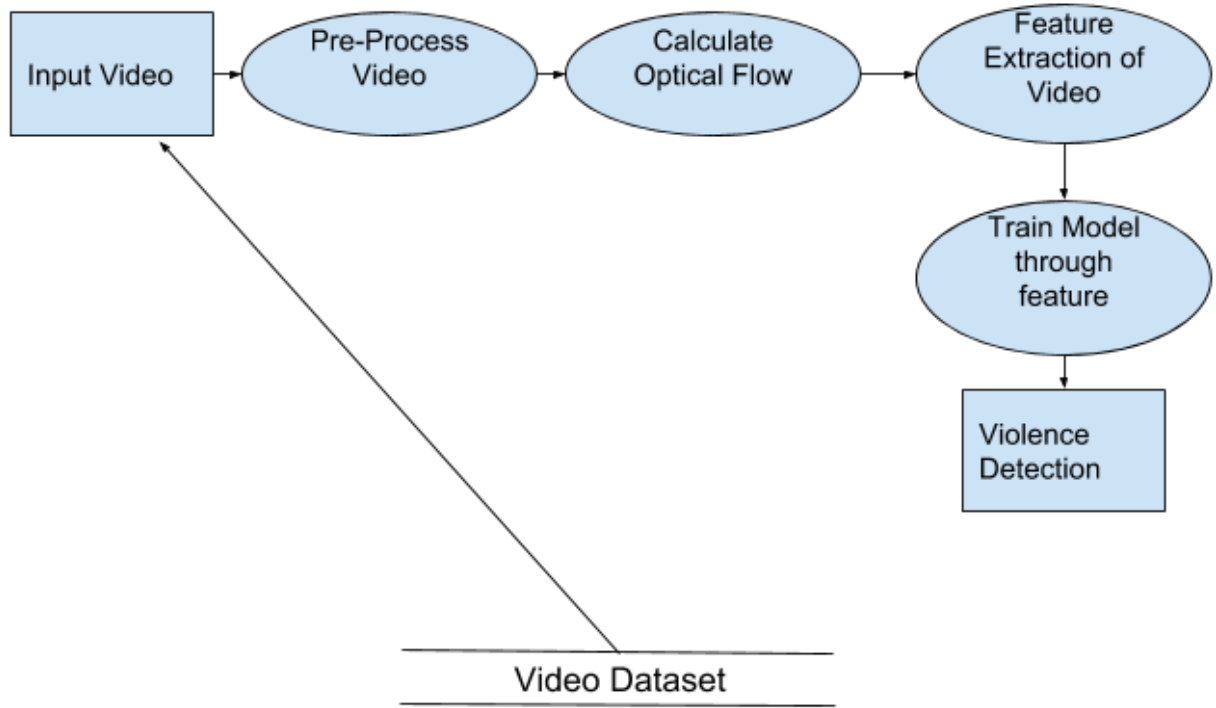 Input Video
Pre-Process
Video
Calculate
Optical Flow
Feature
Extraction of
Video
Train Model
through
feature
Violence
Detection
Video Dataset